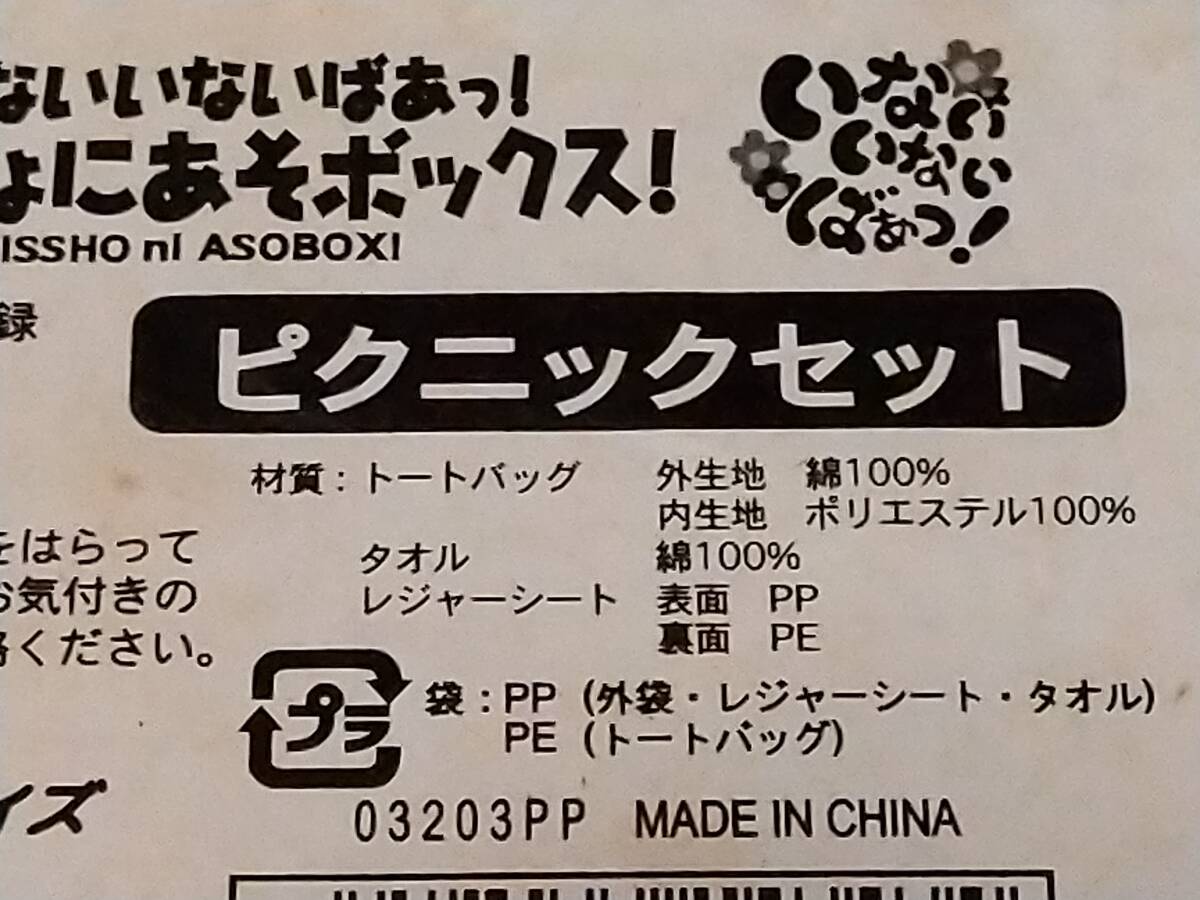 ないいないばあっ!
ょにあそボックス!
ISSHO nI ASOBOX!
いない
いない
ばあっ!
録
ピクニックセット
材質:トートバッグ 外生地 綿100%
内生地 ポリエステル100%
タオル 綿100%
レジャーシート 表面 PP
裏面 PE
をはらって
お気付きの
絡ください。
プラ
袋:PP (外袋・レジャーシート・タオル)
PE (トートバッグ)
イズ
03203PP MADE IN CHINA